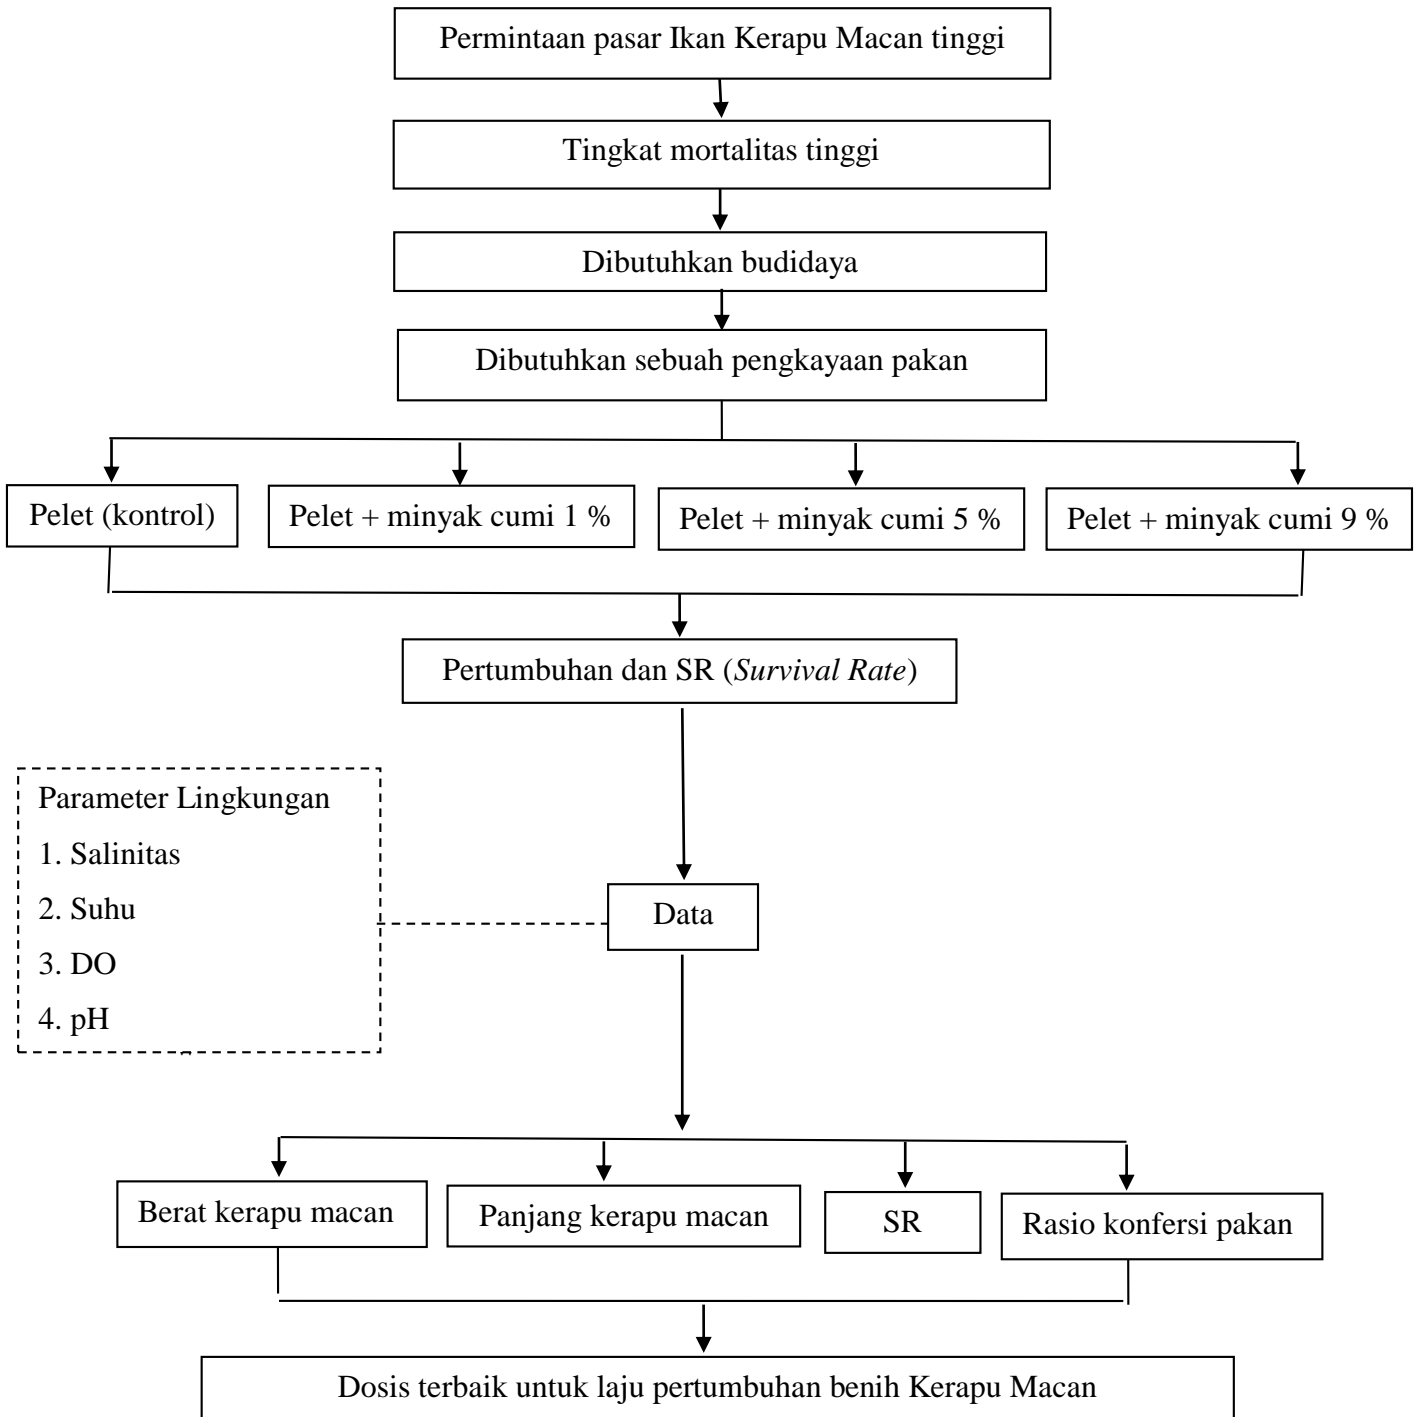 Permintaan pasar Ikan Kerapu Macan tinggi
Tingkat mortalitas tinggi
Dibutuhkan budidaya
Dibutuhkan sebuah pengkayaan pakan
Pelet (kontrol)
Pelet + minyak cumi 1 %
Pelet + minyak cumi 5 %
Pelet + minyak cumi 9 %
Pertumbuhan dan SR (Survival Rate)
Parameter Lingkungan
1. Salinitas
2. Suhu
3. DO
4. pH
Data
Berat kerapu macan
Panjang kerapu macan
SR
Rasio konfersi pakan
Dosis terbaik untuk laju pertumbuhan benih Kerapu Macan